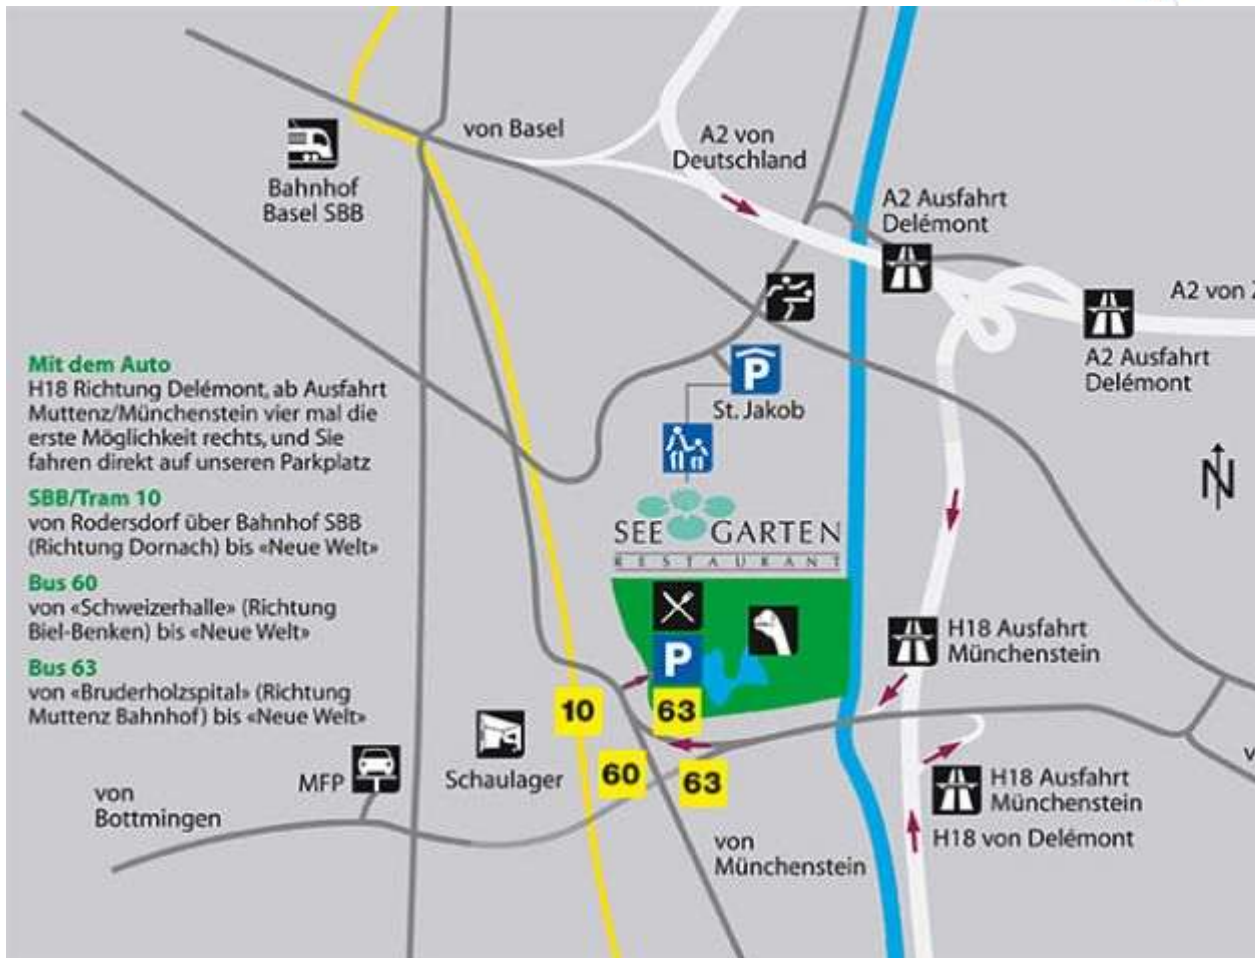 von Basel
A2 von
Deutschland
Bahnhof
Basel SBB
A2 Ausfahrt
Delémont
A2 von
A2 Ausfahrt
Delémont
Mit dem Auto
H18 Richtung Delémont, ab Ausfahrt
Muttenz/Münchenstein vier mal die
erste Möglichkeit rechts, und Sie
fahren direkt auf unseren Parkplatz
SBB/Tram 10
von Rodersdorf über Bahnhof SBB
(Richtung Dornach) bis «Neue Welt»
Bus 60
von «Schweizerhalle» (Richtung
Biel-Benken) bis «Neue Welt»
Bus 63
von «Bruderholzspital» (Richtung
Muttenz Bahnhof) bis «Neue Welt»
P
St. Jakob
N
SEE GARTEN
RESTAURANT
P
H18 Ausfahrt
Münchenstein
10
63
60
63
Schaulager
MFP
von
Bottmingen
H18 Ausfahrt
Münchenstein
H18 von Delémont
von
Münchenstein